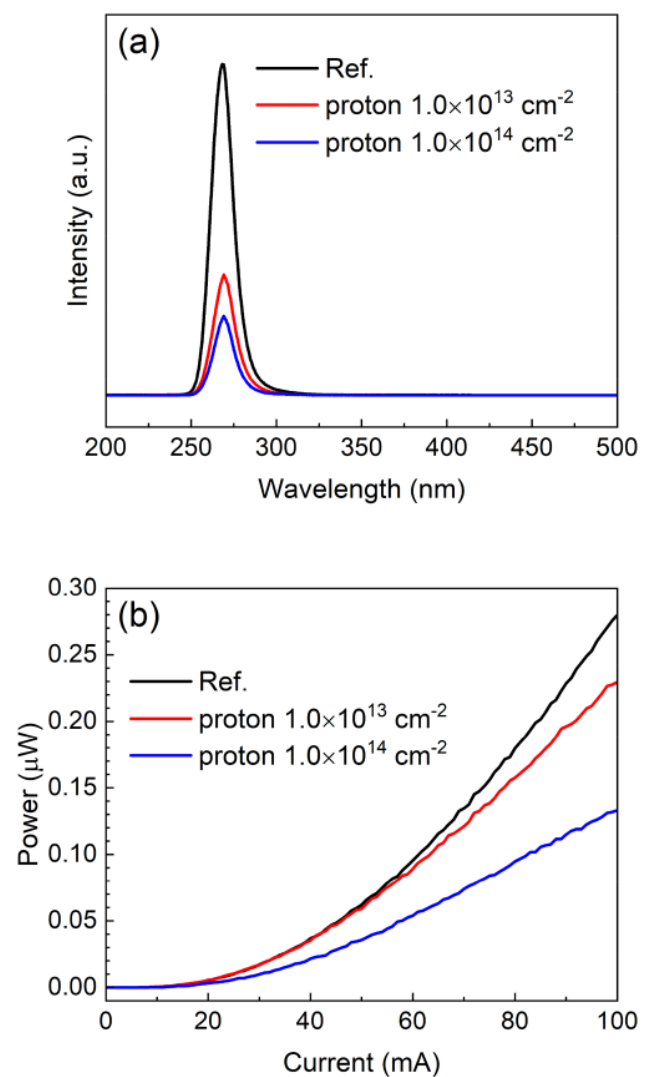 (a)
Ref.
proton 1.0×10¹³ cm⁻²
proton 1.0×10¹⁴ cm⁻²
Intensity (a.u.)
200 250 300 350 400 450 500
Wavelength (nm)
(b)
0.30
0.25
0.20
0.15
0.10
0.05
0.00
Ref.
proton 1.0×10¹³ cm⁻²
proton 1.0×10¹⁴ cm⁻²
Power (μW)
0 20 40 60 80 100
Current (mA)